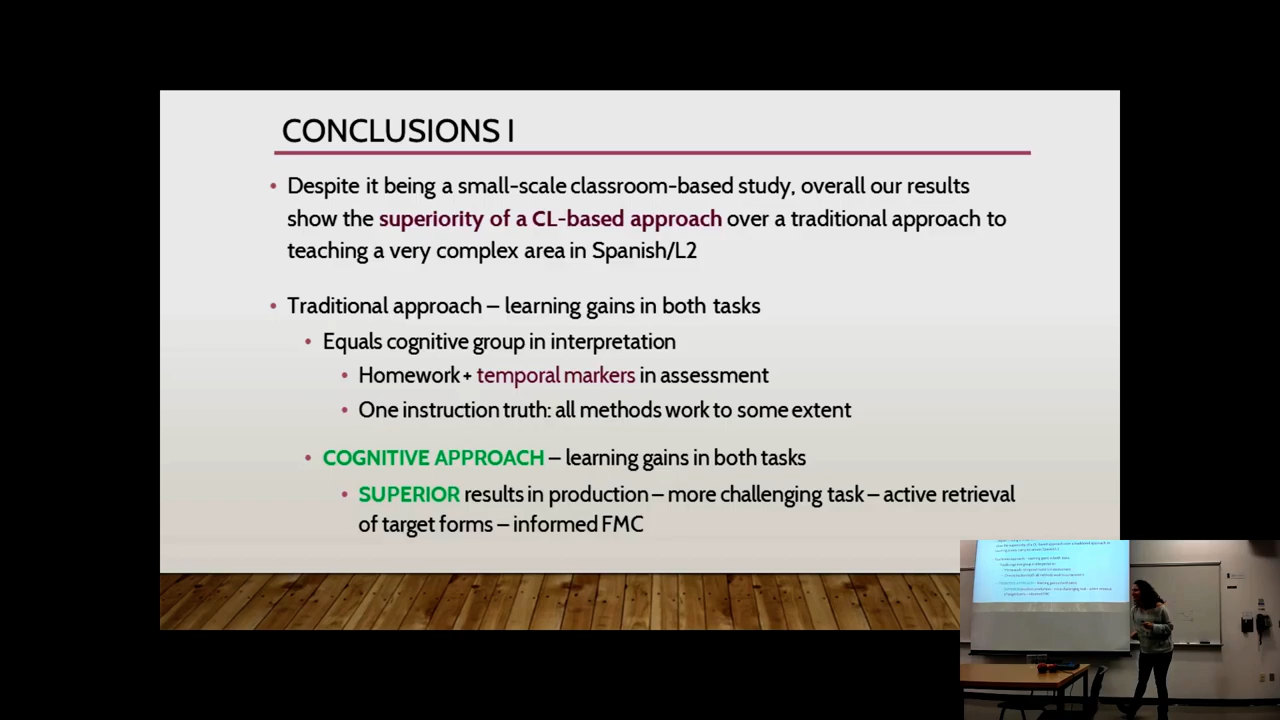 CONCLUSIONS I
• Despite it being a small-scale classroom-based study, overall our results
show the superiority of a CL-based approach over a traditional approach to
teaching a very complex area in Spanish/L2
• Traditional approach – learning gains in both tasks
• Equals cognitive group in interpretation
• Homework + temporal markers in assessment
• One instruction truth: all methods work to some extent
• COGNITIVE APPROACH – learning gains in both tasks
• SUPERIOR results in production – more challenging task – active retrieval
of target forms – informed FMC